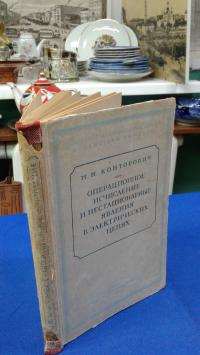 М. И. КОНТОРОВИЧ
ОПЕРАЦИОННОЕ
ИСЧИСЛЕНИЕ
И НЕСТАЦИОНАРНЫЕ
ЯВЛЕНИЯ
В ЭЛЕКТРИЧЕСКИХ
ЦЕПЯХ